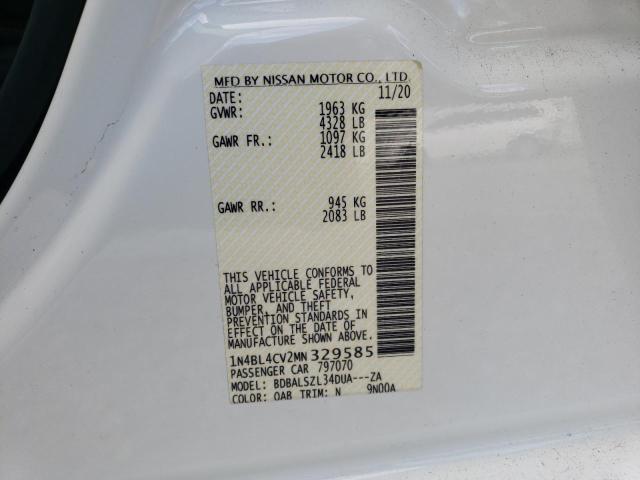 MFD BY NISSAN MOTOR CO., LTD
DATE: 11/20
GVWR: 1963 KG
4328 LB
GAWR FR.: 1097 KG
2418 LB
GAWR RR.: 945 KG
2083 LB
THIS VEHICLE CONFORMS TO
ALL APPLICABLE FEDERAL
MOTOR VEHICLE SAFETY,
BUMPER, AND THEFT
PREVENTION STANDARDS IN
EFFECT ON THE DATE OF
MANUFACTURE SHOWN ABOVE.
1N4BL4CV2MN329585
PASSENGER CAR 797070
MODEL: BDBALSZL34DUA---ZA
COLOR: QAB TRIM: N 9N00A